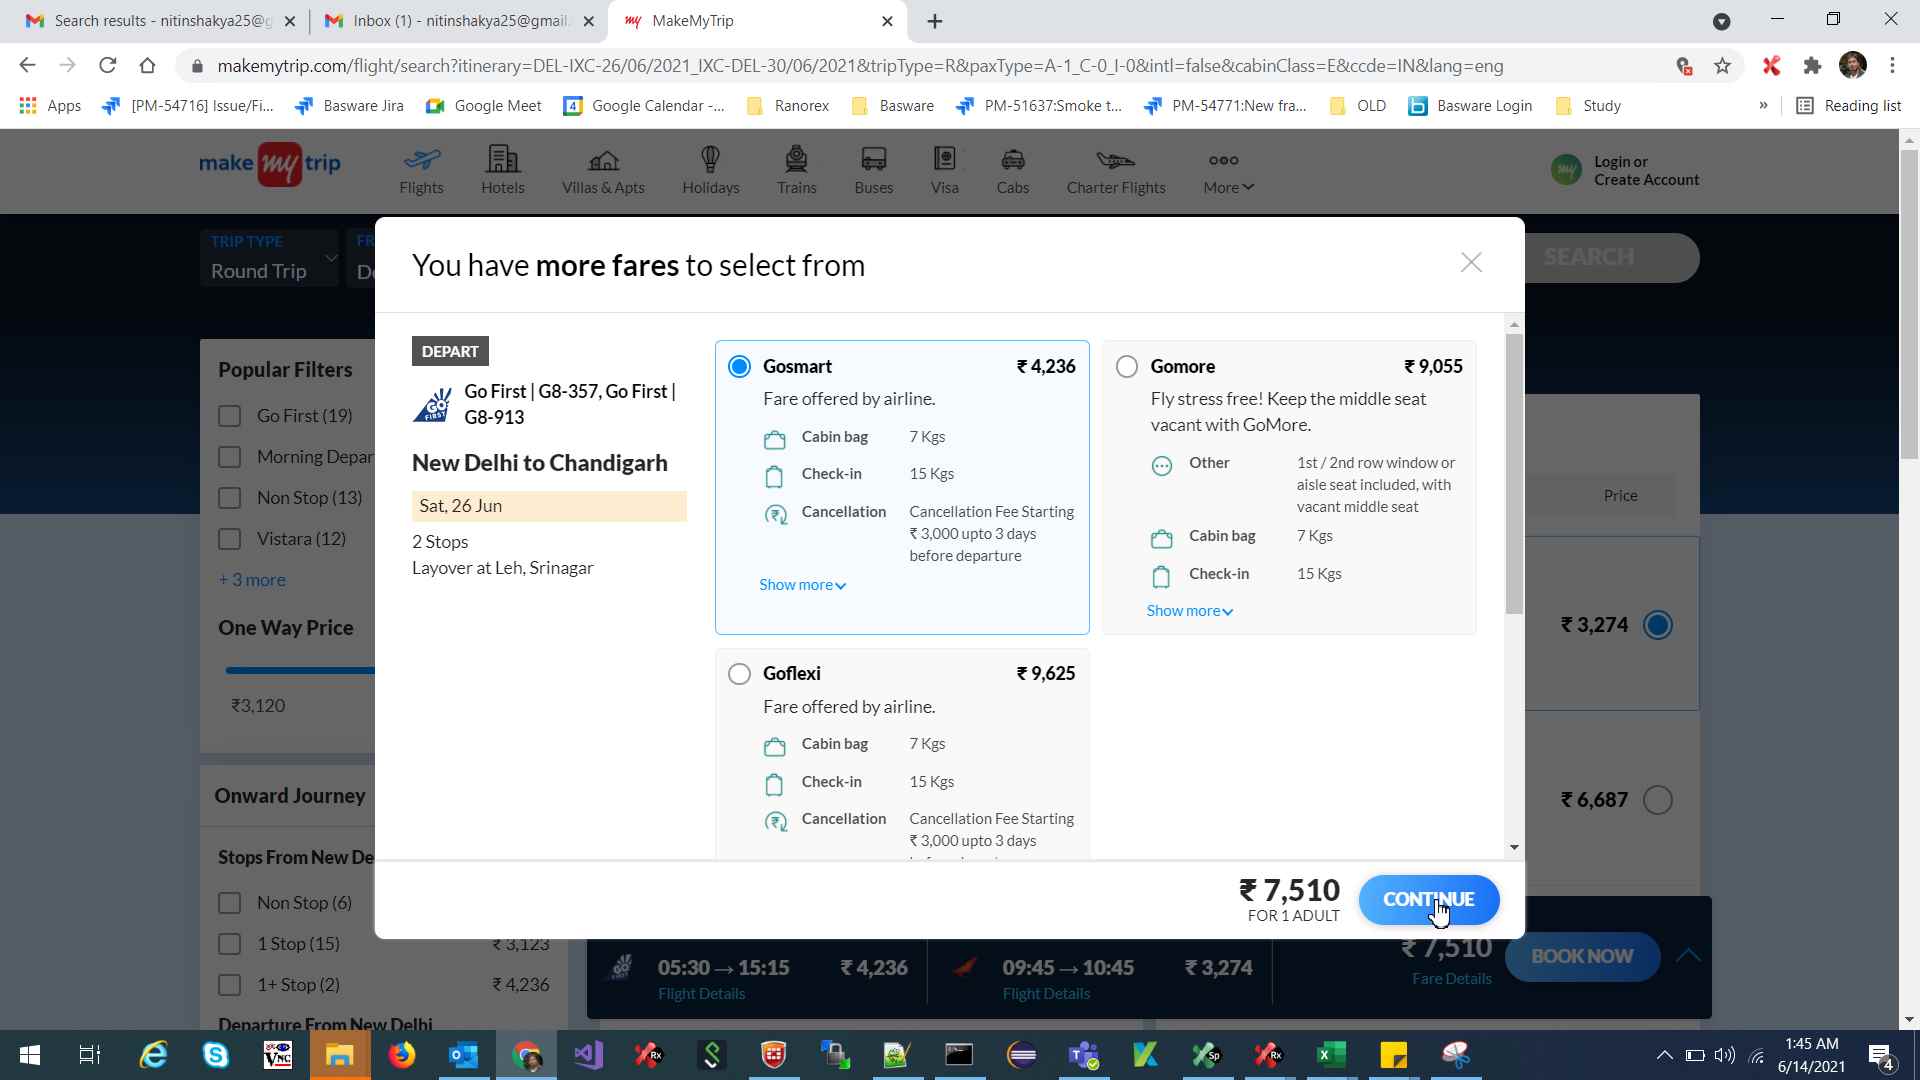 Search results - nitinshakya25@g
Inbox (1) - nitinshakya25@gmail.
MakeMyTrip
makemytrip.com/flight/search?itinerary=DEL-IXC-26/06/2021_IXC-DEL-30/06/2021&tripType=R&paxType=A-1_C-0_I-0&intl=false&cabinClass=E&ccde=IN&lang=eng
Apps
[PM-54716] Issue/Fi...
Basware Jira
Google Meet
Google Calendar -...
Ranorex
Basware
PM-51637:Smoke t...
PM-54771:New fra...
OLD
Basware Login
Study
»
Reading list
make my trip
Flights
Hotels
Villas & Apts
Holidays
Trains
Buses
Visa
Cabs
Charter Flights
More
my
Login or
Create Account
TRIP TYPE
Round Trip
FR
De
SEARCH
You have more fares to select from
Popular Filters
Go First (19)
Morning Depar
Non Stop (13)
Vistara (12)
+ 3 more
One Way Price
₹3,120
Onward Journey
Stops From New De
Non Stop (6)
1 Stop (15)
₹ 3,123
1+ Stop (2)
₹ 4,236
Departure From New Delhi
DEPART
GO FIRST
Go First | G8-357, Go First |
G8-913
New Delhi to Chandigarh
Sat, 26 Jun
2 Stops
Layover at Leh, Srinagar
Gosmart
₹ 4,236
Fare offered by airline.
Cabin bag
7 Kgs
Check-in
15 Kgs
Cancellation
Cancellation Fee Starting
₹ 3,000 upto 3 days
before departure
Show more
Gomore
₹ 9,055
Fly stress free! Keep the middle seat
vacant with GoMore.
Other
1st / 2nd row window or
aisle seat included, with
vacant middle seat
Cabin bag
7 Kgs
Check-in
15 Kgs
Show more
Goflexi
₹ 9,625
Fare offered by airline.
Cabin bag
7 Kgs
Check-in
15 Kgs
Cancellation
Cancellation Fee Starting
₹ 3,000 upto 3 days
Price
₹ 3,274
₹ 6,687
₹ 7,510
FOR 1 ADULT
CONTINUE
05:30 → 15:15
₹ 4,236
Flight Details
09:45 → 10:45
₹ 3,274
Flight Details
₹ 7,510
Fare Details
BOOK NOW
1:45 AM
6/14/2021
4